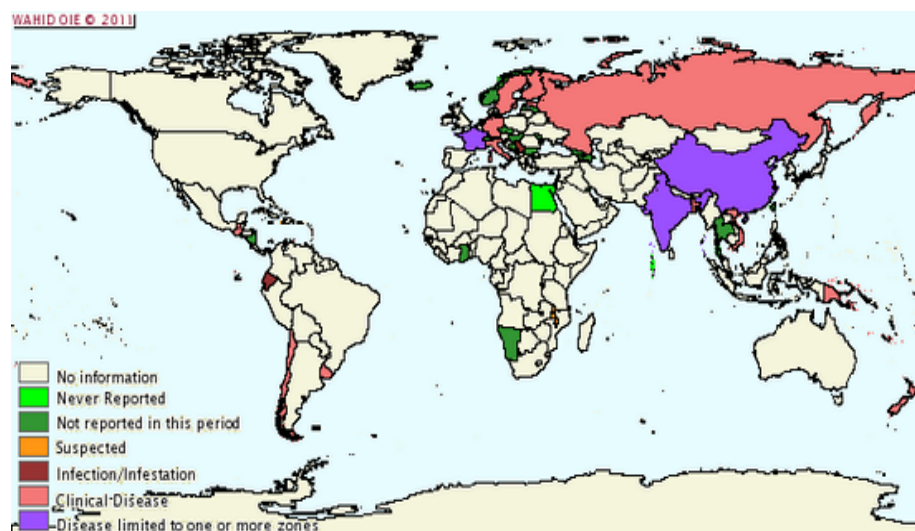 WAHID OIE © 2011
No information
Never Reported
Not reported in this period
Suspected
Infection/Infestation
Clinical Disease
Disease limited to one or more zones